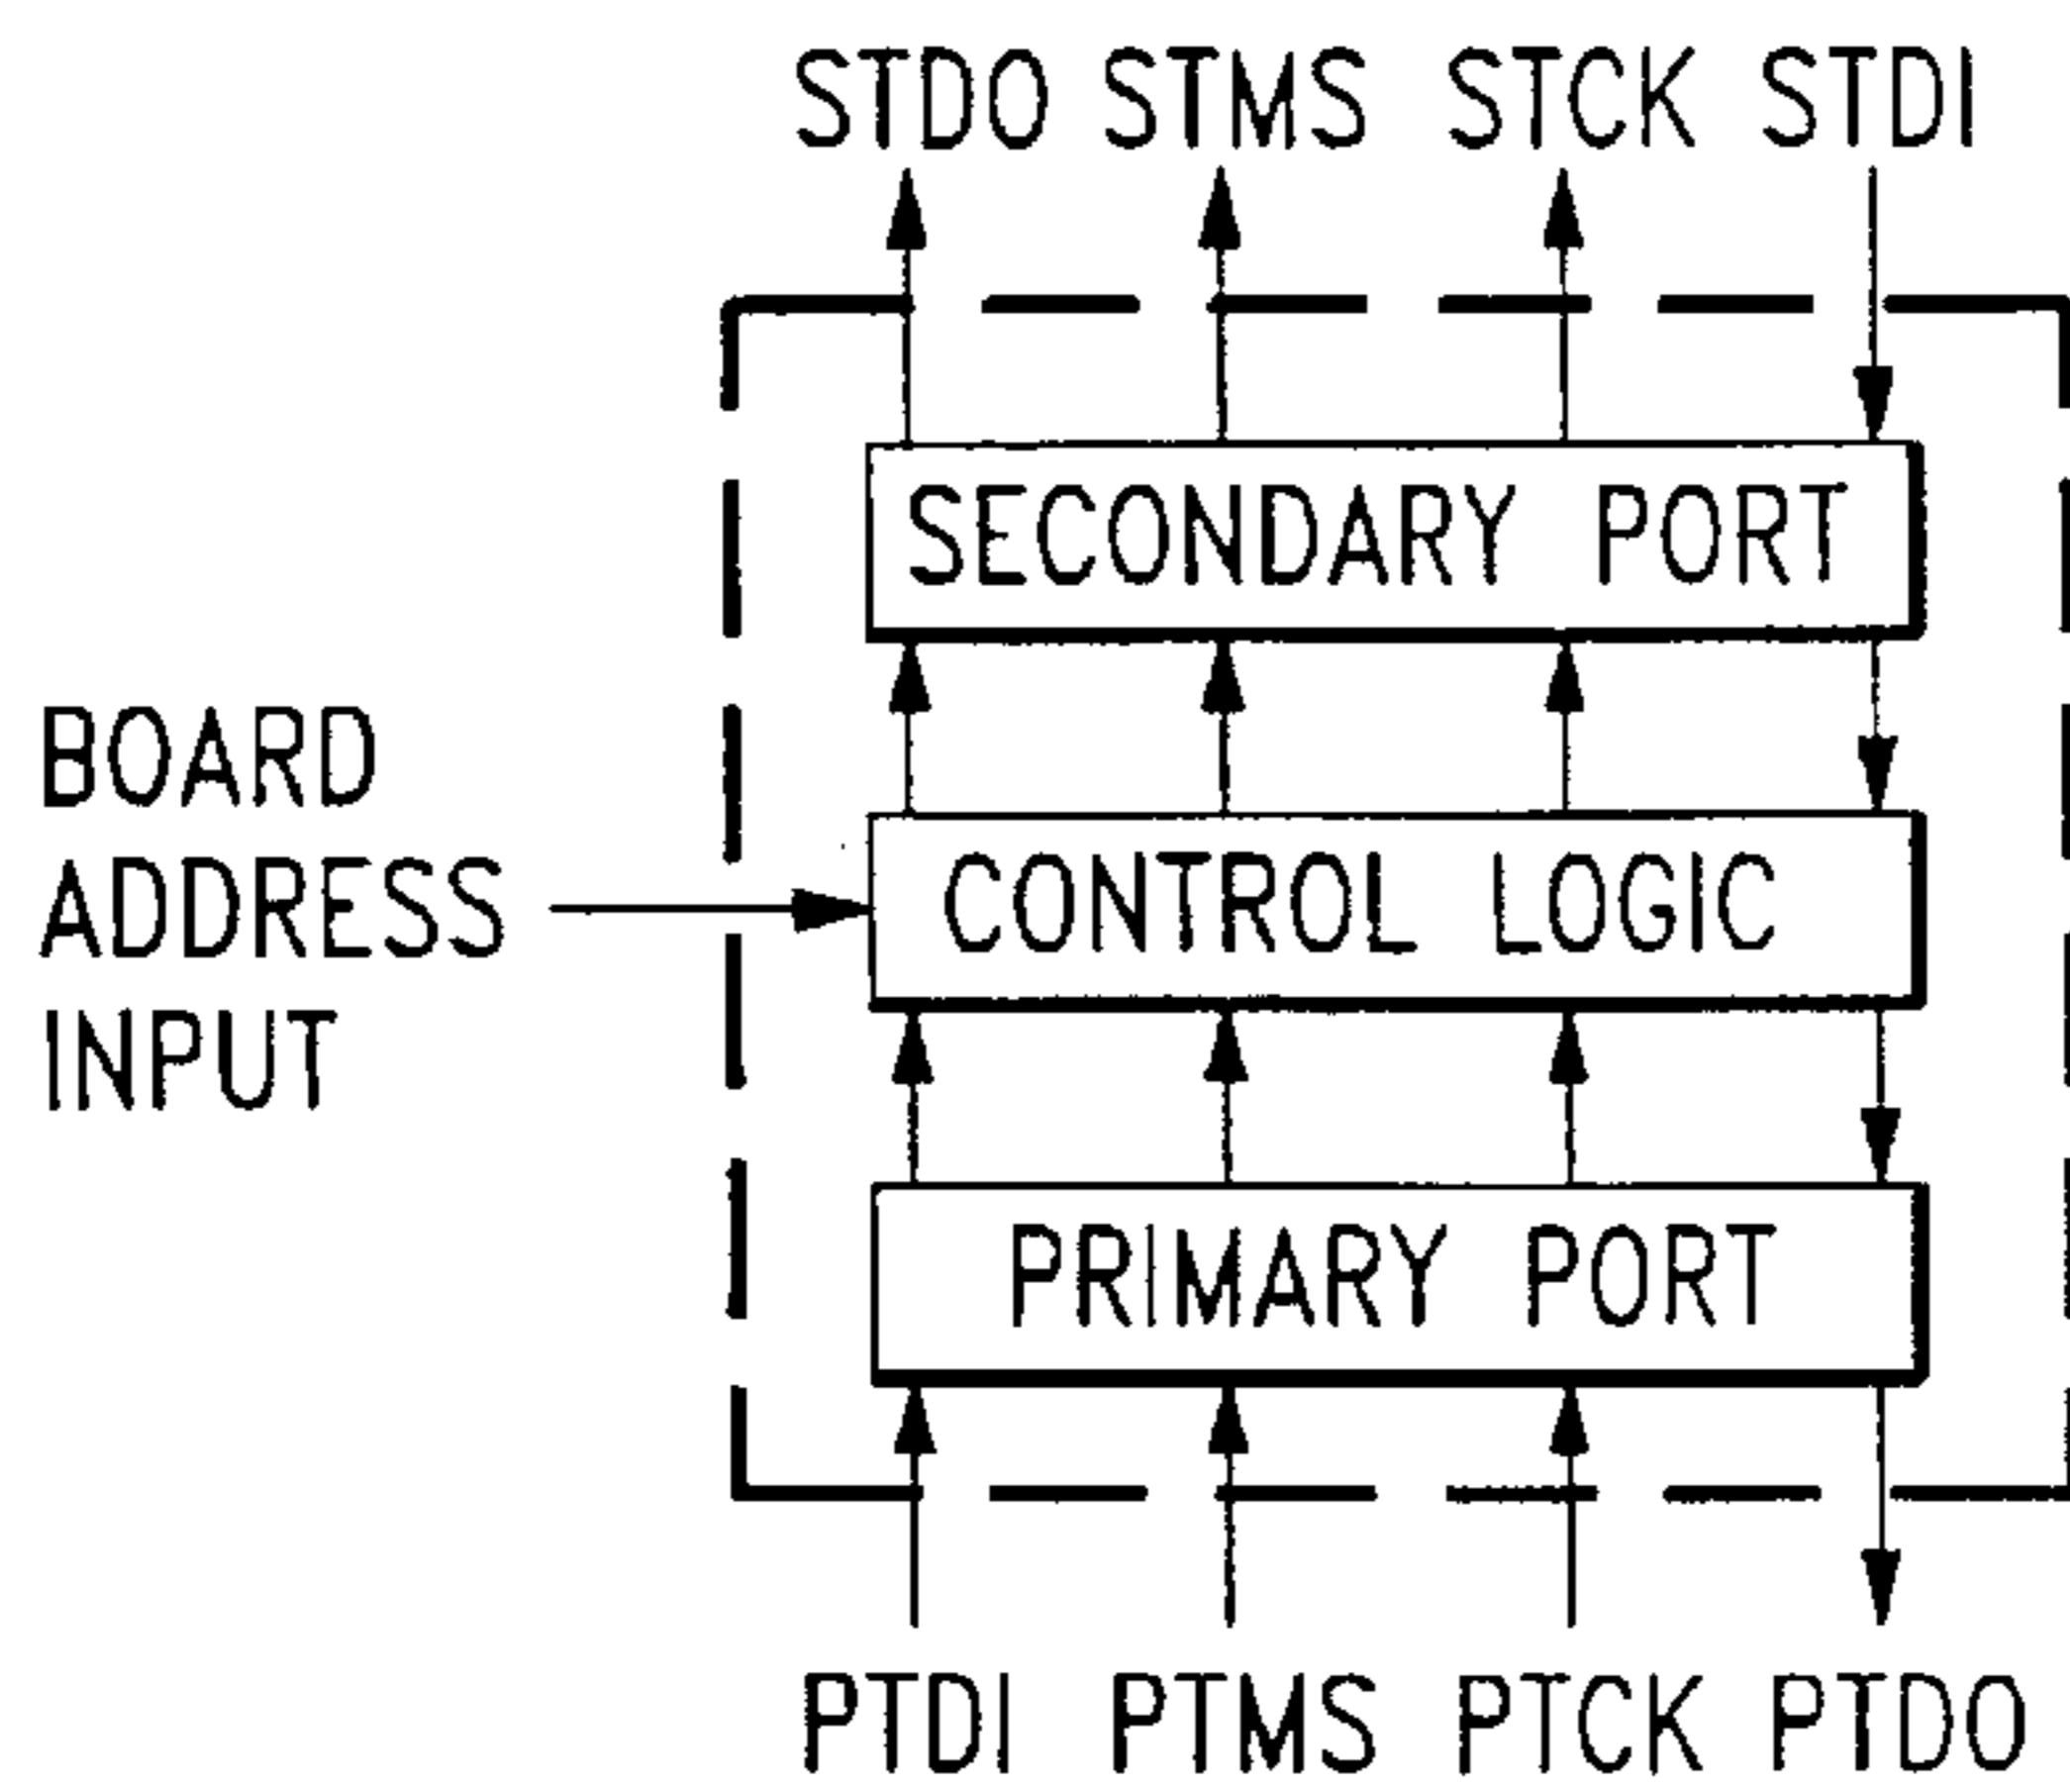 STDO STMS STCK STDI
SECONDARY PORT
BOARD
ADDRESS
INPUT
CONTROL LOGIC
PRIMARY PORT
PTDI PTMS PTCK PTDO